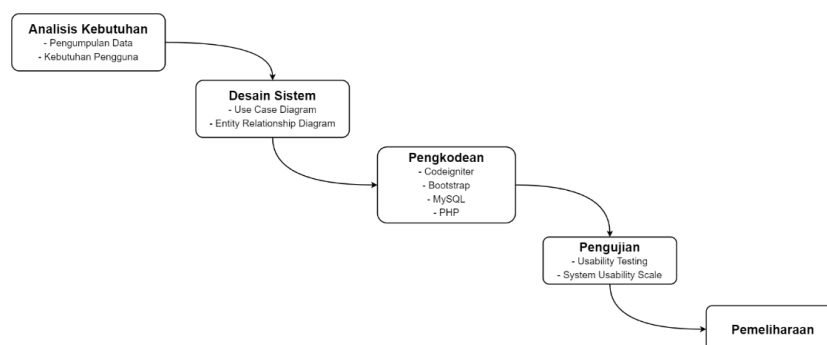 Analisis Kebutuhan
- Pengumpulan Data
- Kebutuhan Pengguna
Desain Sistem
- Use Case Diagram
- Entity Relationship Diagram
Pengkodean
- Codeigniter
- Bootstrap
- MySQL
- PHP
Pengujian
- Usability Testing
- System Usability Scale
Pemeliharaan